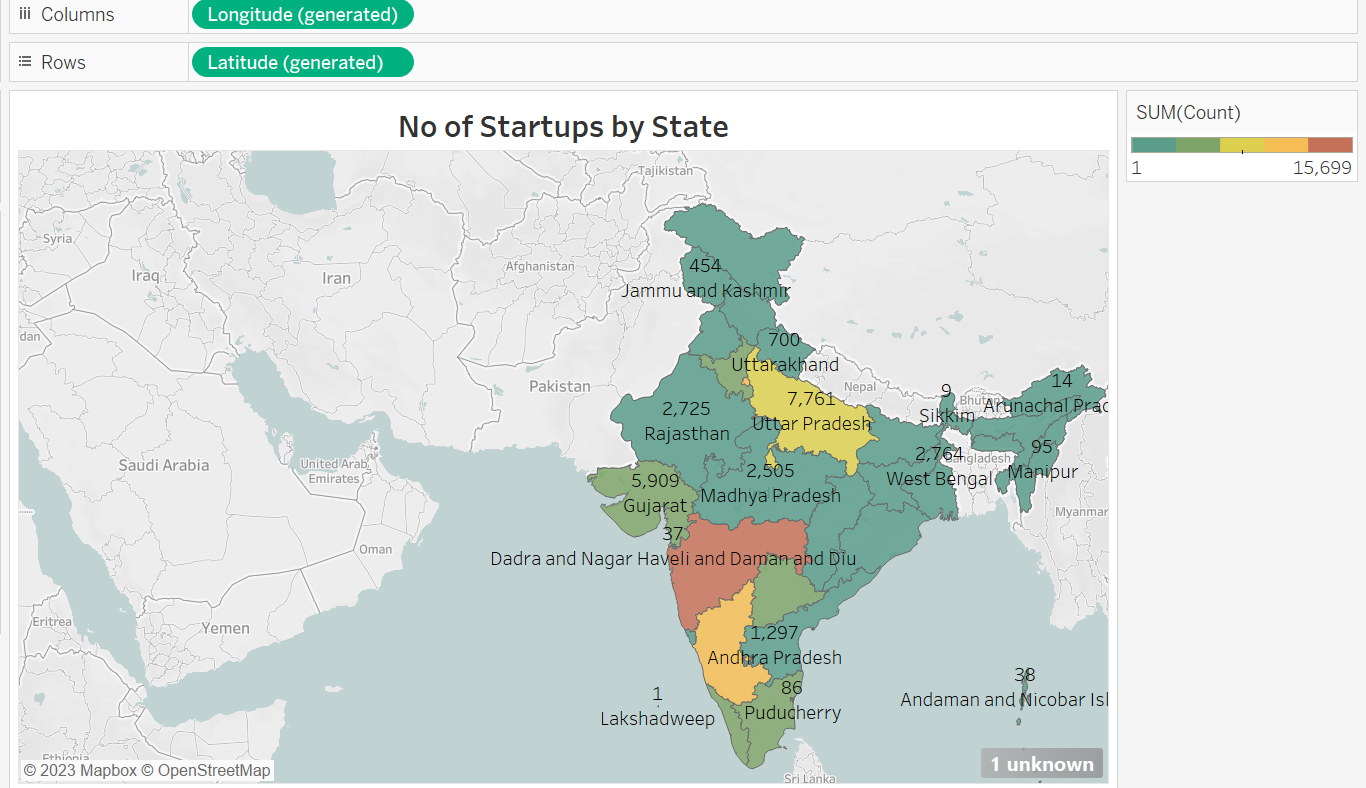 Columns
Longitude (generated)
Rows
Latitude (generated)
No of Startups by State
SUM(Count)
1
15,699
Tajikistan
Syria
Iraq
Iran
Afghanistan
454
Jammu and Kashmir
dan
700
Uttarakhand
Pakistan
Nepal
9
Sikkim
Bhutan
14
Arunachal Prad
7,761
Uttar Pradesh
2,725
Rajasthan
Saudi Arabia
United Arab
Emirates
2,764
West Bengal
Bangladesh
95
Manipur
2,505
Madhya Pradesh
5,909
Gujarat
Myanmar
37
Dadra and Nagar Haveli and Daman and Diu
Oman
Eritrea
Yemen
1,297
Andhra Pradesh
1
Lakshadweep
86
Puducherry
38
Andaman and Nicobar Isl
Ethiopia
Sri Lanka
© 2023 Mapbox © OpenStreetMap
1 unknown